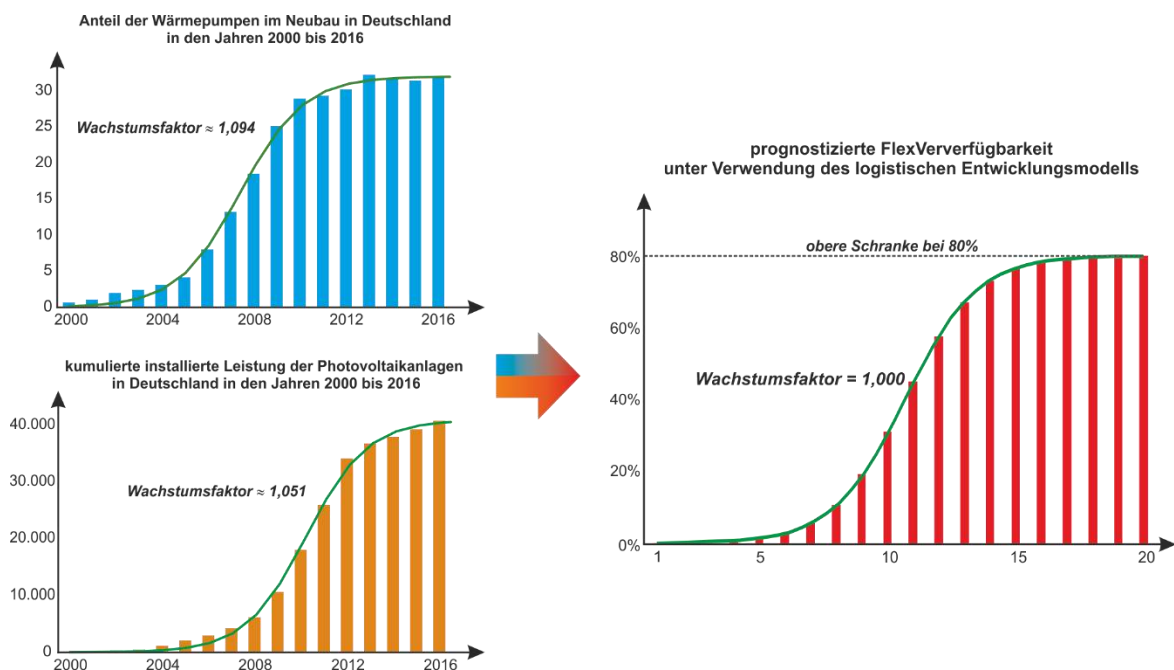 Anteil der Wärmepumpen im Neubau in Deutschland
in den Jahren 2000 bis 2016
30
25
20
15
10
5
0
Wachstumsfaktor ≈ 1,094
2000 2004 2008 2012 2016
kumulierte installierte Leistung der Photovoltaikanlagen
in Deutschland in den Jahren 2000 bis 2016
40.000
30.000
20.000
10.000
0
Wachstumsfaktor ≈ 1,051
2000 2004 2008 2012 2016
prognostizierte FlexVerverfügbarkeit
unter Verwendung des logistischen Entwicklungsmodells
obere Schranke bei 80%
80%
60%
40%
20%
0%
Wachstumsfaktor = 1,000
1 5 10 15 20